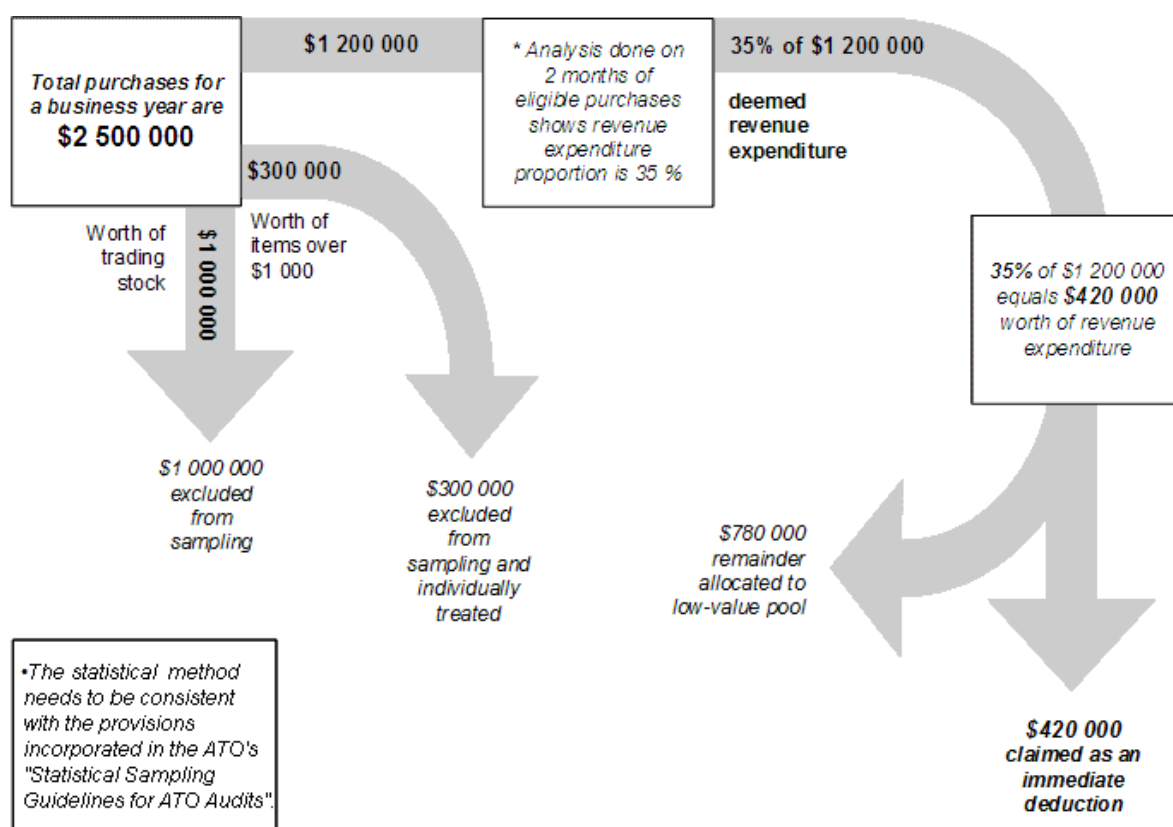 $1 200 000
Total purchases for
a business year are
$2 500 000
* Analysis done on
2 months of
eligible purchases
shows revenue
expenditure
proportion is 35 %
35% of $1 200 000
deemed
revenue
expenditure
$300 000
Worth of
items over
$1 000
Worth of
trading
stock
$1 000 000
35% of $1 200 000
equals $420 000
worth of revenue
expenditure
$1 000 000
excluded
from
sampling
$300 000
excluded
from
sampling and
individually
treated
$780 000
remainder
allocated to
low-value pool
•The statistical method
needs to be consistent
with the provisions
incorporated in the ATO's
"Statistical Sampling
Guidelines for ATO Audits".
$420 000
claimed as an
immediate
deduction